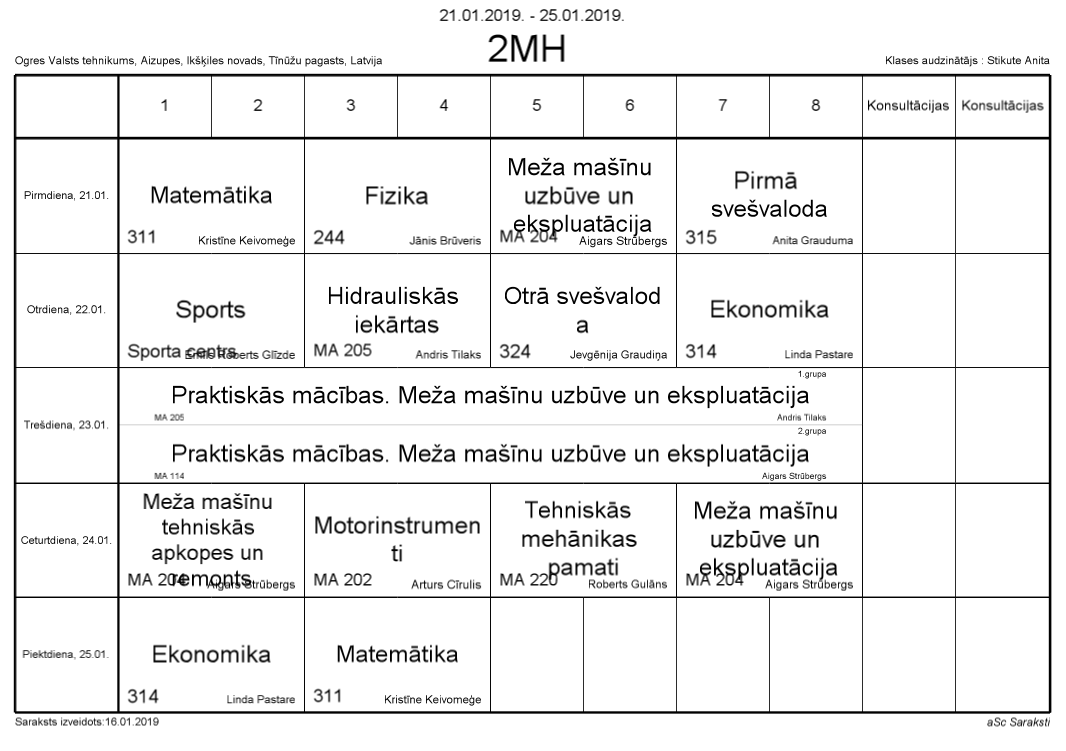 21.01.2019. - 25.01.2019.
2MH
Ogres Valsts tehnikums, Aizupes, Ikšķiles novads, Tīnūžu pagasts, Latvija
Klases audzinātājs : Stikute Anita
1 2 3 4 5 6 7 8 Konsultācijas Konsultācijas
Pirmdiena, 21.01.
Matemātika
311 Kristīne Keivomeģe
Fizika
244 Jānis Brūveris
Meža mašīnu
uzbūve un
ekspluatācija
MA 204 Aigars Strūbergs
Pirmā
svešvaloda
315 Anita Grauduma
Otrdiena, 22.01.
Sports
Sporta centrs Emīls Roberts Glīzde
Hidrauliskās
iekārtas
MA 205 Andris Tilaks
Otrā svešvalod
a
324 Jevgēnija Graudiņa
Ekonomika
314 Linda Pastare
Trešdiena, 23.01.
1.grupa
Praktiskās mācības. Meža mašīnu uzbūve un ekspluatācija
MA 205 Andris Tilaks
2.grupa
Praktiskās mācības. Meža mašīnu uzbūve un ekspluatācija
MA 114 Aigars Strūbergs
Ceturtdiena, 24.01.
Meža mašīnu
tehniskās
apkopes un
remonts
MA 204 Aigars Strūbergs
Motorinstrumen
ti
MA 202 Arturs Cīrulis
Tehniskās
mehānikas
pamati
MA 220 Roberts Gulāns
Meža mašīnu
uzbūve un
ekspluatācija
MA 204 Aigars Strūbergs
Piektdiena, 25.01.
Ekonomika
314 Linda Pastare
Matemātika
311 Kristīne Keivomeģe
Saraksts izveidots:16.01.2019
aSc Saraksti